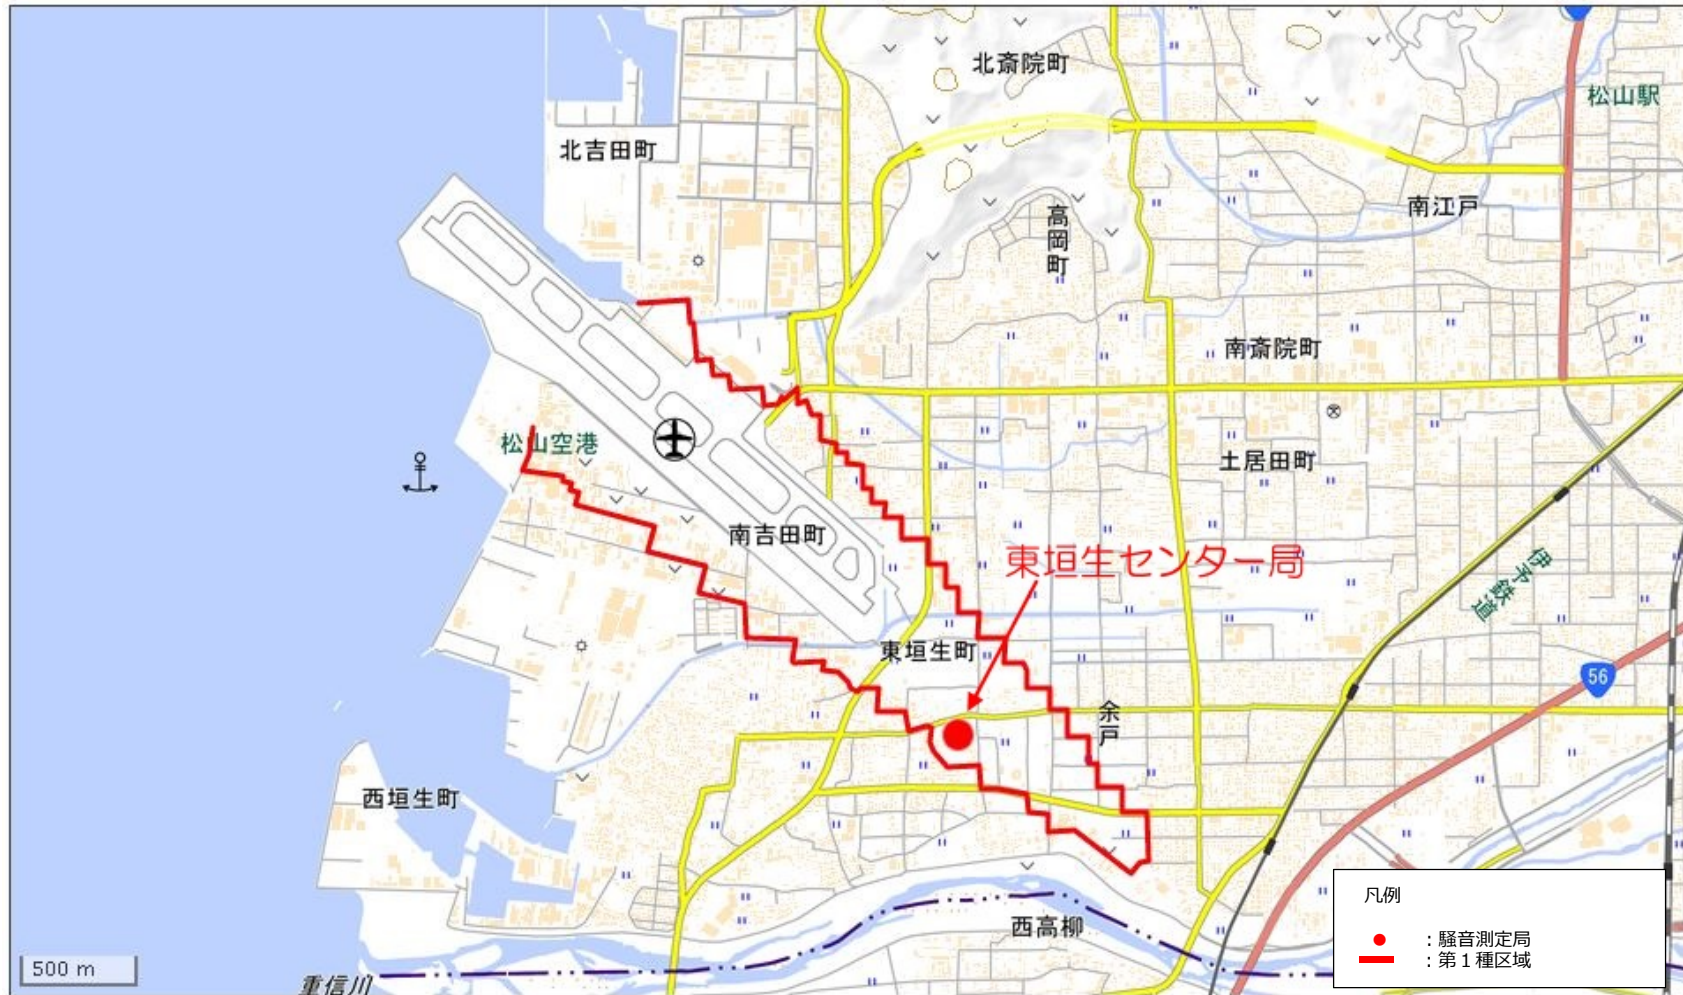 北斎院町
松山駅
北吉田町
南江戸
高岡町
南斎院町
松山空港
土居田町
南吉田町
東垣生センター局
伊予鉄道
東垣生町
56
余戸
西垣生町
西高柳
凡例
：騒音測定局
：第１種区域
500 m
重信川